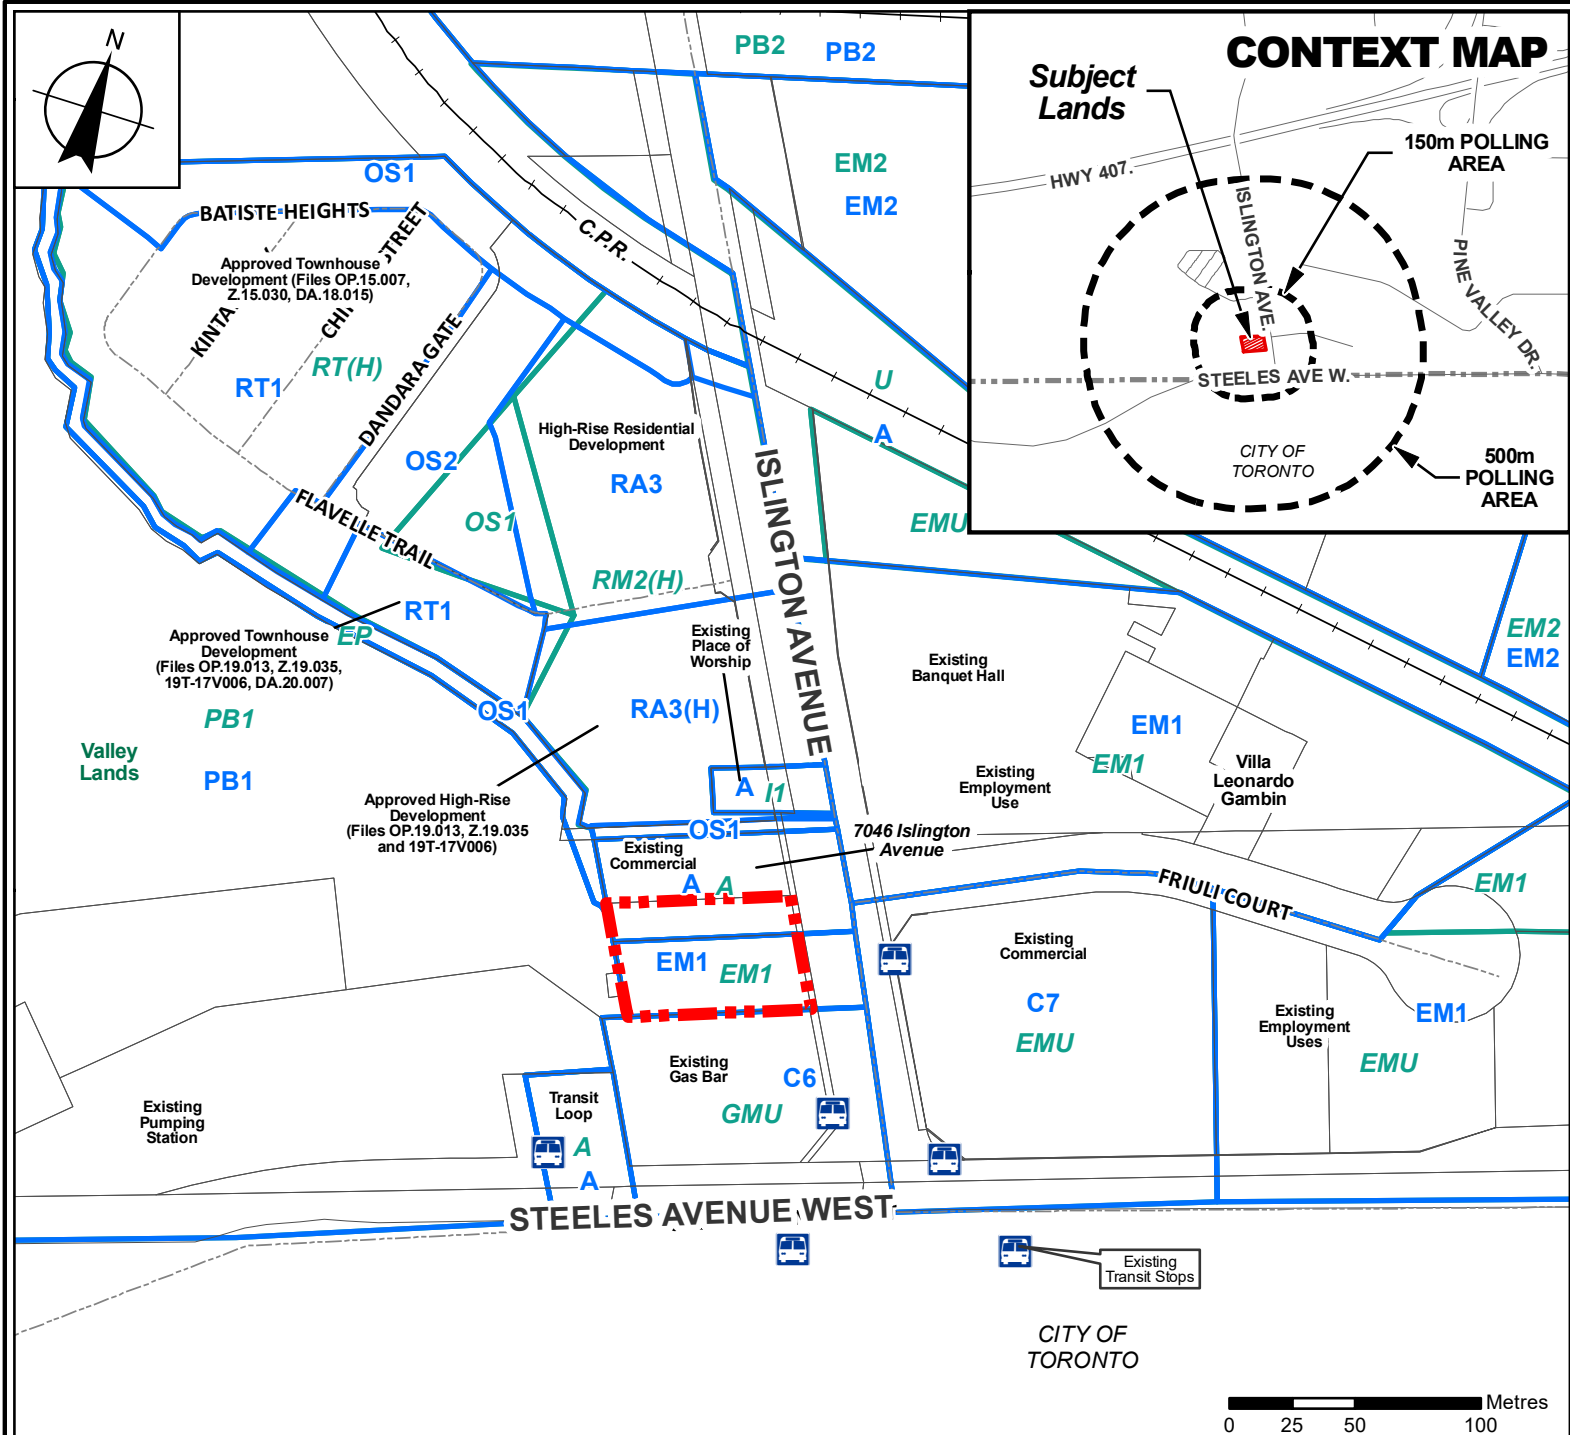 N
PB2
PB2
CONTEXT MAP
Subject
Lands
150m POLLING
AREA
HWY 407.
ISLINGTON AVE.
PINE VALLEY DR.
STEELES AVE W.
CITY OF
TORONTO
500m
POLLING
AREA
OS1
EM2
EM2
BATISTE HEIGHTS
C.P.R.
Approved Townhouse
Development (Files OP.15.007,
Z.15.030, DA.18.015)
DANDARA GATE
RT(H)
RT1
U
A
High-Rise Residential
Development
OS2
RA3
ISLINGTON AVENUE
FLAVELLE TRAIL
OS1
EMU
RM2(H)
RT1
EP
Approved Townhouse
Development
(Files OP.19.013, Z.19.035,
19T-17V006, DA.20.007)
Existing
Place of
Worship
Existing
Banquet Hall
EM2
EM2
PB1
OS1
RA3(H)
EM1
EM1
Valley
Lands
PB1
Villa
Leonardo
Gambin
Existing
Employment
Use
A
I1
Approved High-Rise
Development
(Files OP.19.013, Z.19.035
and 19T-17V006)
OS1
7046 Islington
Avenue
Existing
Commercial
A
A
FRIULI COURT
EM1
EM1
EM1
Existing
Commercial
C7
EMU
Existing
Employment
Uses
EM1
EMU
Existing
Gas Bar
C6
GMU
Transit
Loop
A
A
Existing
Pumping
Station
STEELES AVENUE WEST
Existing
Transit Stops
CITY OF
TORONTO
Metres
0 25 50 100